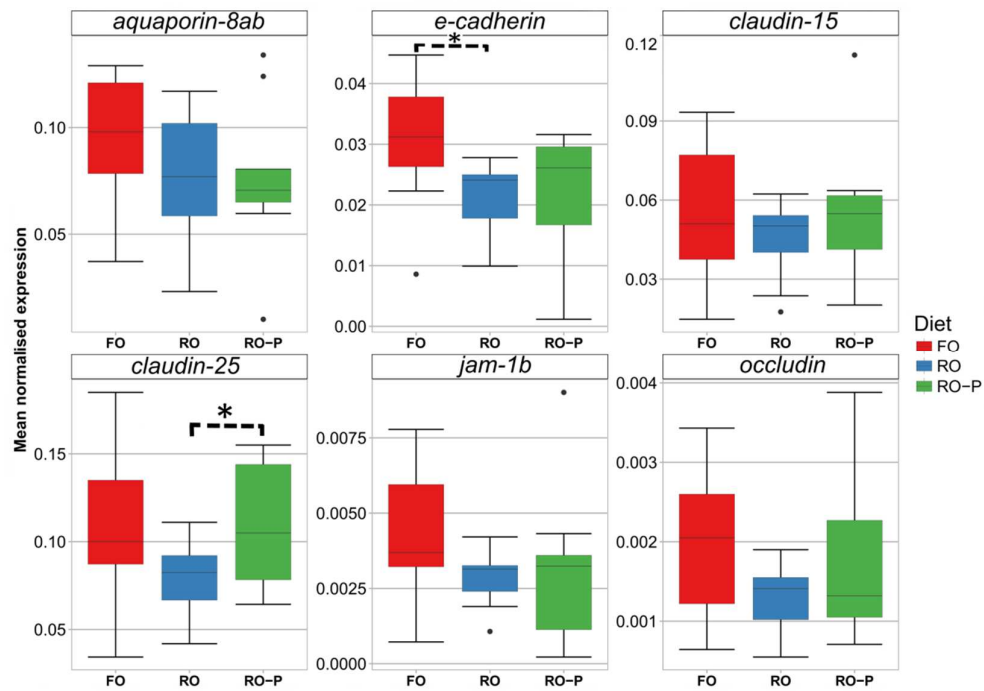 aquaporin-8ab
e-cadherin
claudin-15
0.10
0.05
*
0.04
0.03
0.02
0.01
0.00
0.12
0.09
0.06
0.03
FO RO RO-P
FO RO RO-P
FO RO RO-P
Mean normalised expression
claudin-25
jam-1b
occludin
*
0.15
0.10
0.05
0.0075
0.0050
0.0025
0.0000
0.004
0.003
0.002
0.001
FO RO RO-P
FO RO RO-P
FO RO RO-P
Diet
FO
RO
RO−P